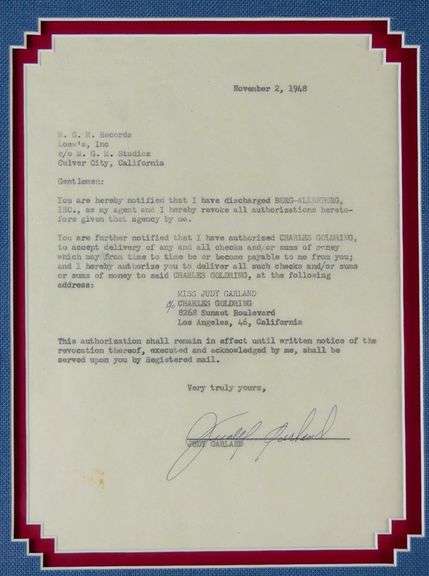 November 2, 1948
M. G. M. Records
Loew's, Inc
c/o M. G. M. Studios
Culver City, California
Gentlemen:
You are hereby notified that I have discharged BERG-ALLENBERG,
INC., as my agent and I hereby revoke all authorizations hereto-
fore given that agency by me.
You are further notified that I have authorized CHARLES GOLDRING,
to accept delivery of any and all checks and/or sums of money
which may from time to time be or become payable to me from you;
and I hereby authorize you to deliver all such checks and/or sums
or sums of money to said CHARLES GOLDRING, at the following
address:
MISS JUDY GARLAND
c/o CHARLES GOLDRING
8268 Sunset Boulevard
Los Angeles, 46, California
This authorization shall remain in effect until written notice of the
revocation thereof, executed and acknowledged by me, shall be
served upon you by Registered mail.
Very truly yours,
Judy Garland
JUDY GARLAND